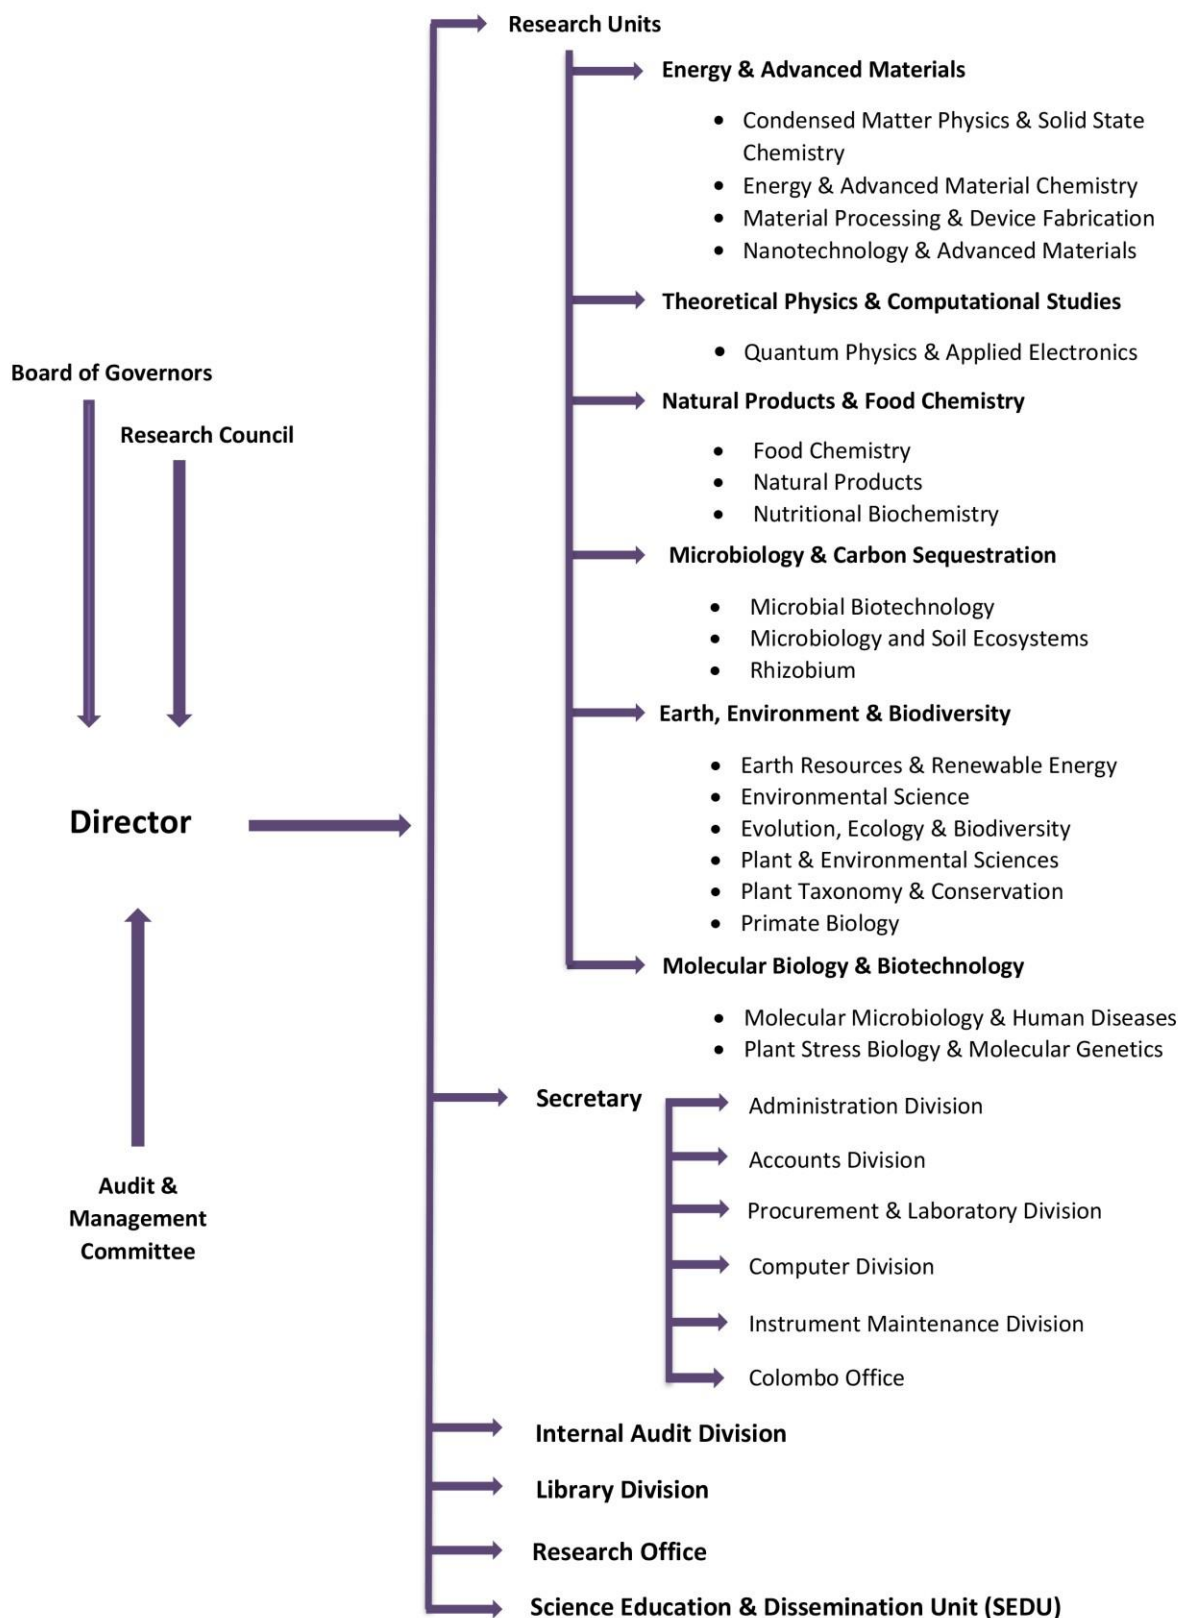 Research Units
Energy & Advanced Materials
• Condensed Matter Physics & Solid State
Chemistry
• Energy & Advanced Material Chemistry
• Material Processing & Device Fabrication
• Nanotechnology & Advanced Materials
Theoretical Physics & Computational Studies
• Quantum Physics & Applied Electronics
Board of Governors
Research Council
Natural Products & Food Chemistry
• Food Chemistry
• Natural Products
• Nutritional Biochemistry
Microbiology & Carbon Sequestration
• Microbial Biotechnology
• Microbiology and Soil Ecosystems
• Rhizobium
Earth, Environment & Biodiversity
• Earth Resources & Renewable Energy
• Environmental Science
• Evolution, Ecology & Biodiversity
• Plant & Environmental Sciences
• Plant Taxonomy & Conservation
• Primate Biology
Director
Molecular Biology & Biotechnology
• Molecular Microbiology & Human Diseases
• Plant Stress Biology & Molecular Genetics
Secretary
Administration Division
Accounts Division
Procurement & Laboratory Division
Computer Division
Instrument Maintenance Division
Colombo Office
Audit &
Management
Committee
Internal Audit Division
Library Division
Research Office
Science Education & Dissemination Unit (SEDU)